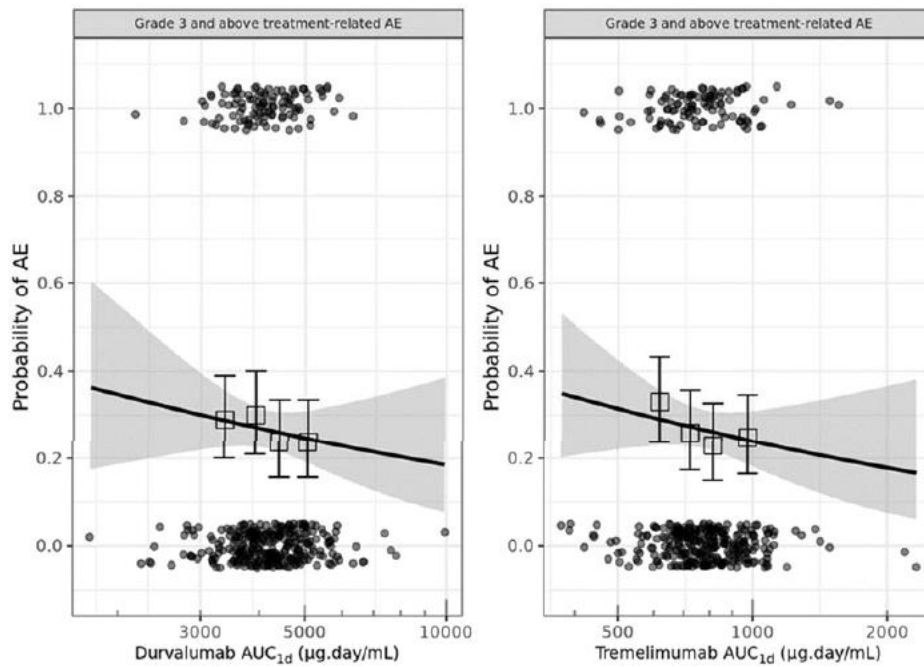 Grade 3 and above treatment-related AE
Probability of AE
1.0
0.8
0.6
0.4
0.2
0.0
3000 5000 10000
Durvalumab AUC1d (µg.day/mL)
Grade 3 and above treatment-related AE
Probability of AE
1.0
0.8
0.6
0.4
0.2
0.0
500 1000 2000
Tremelimumab AUC1d (µg.day/mL)